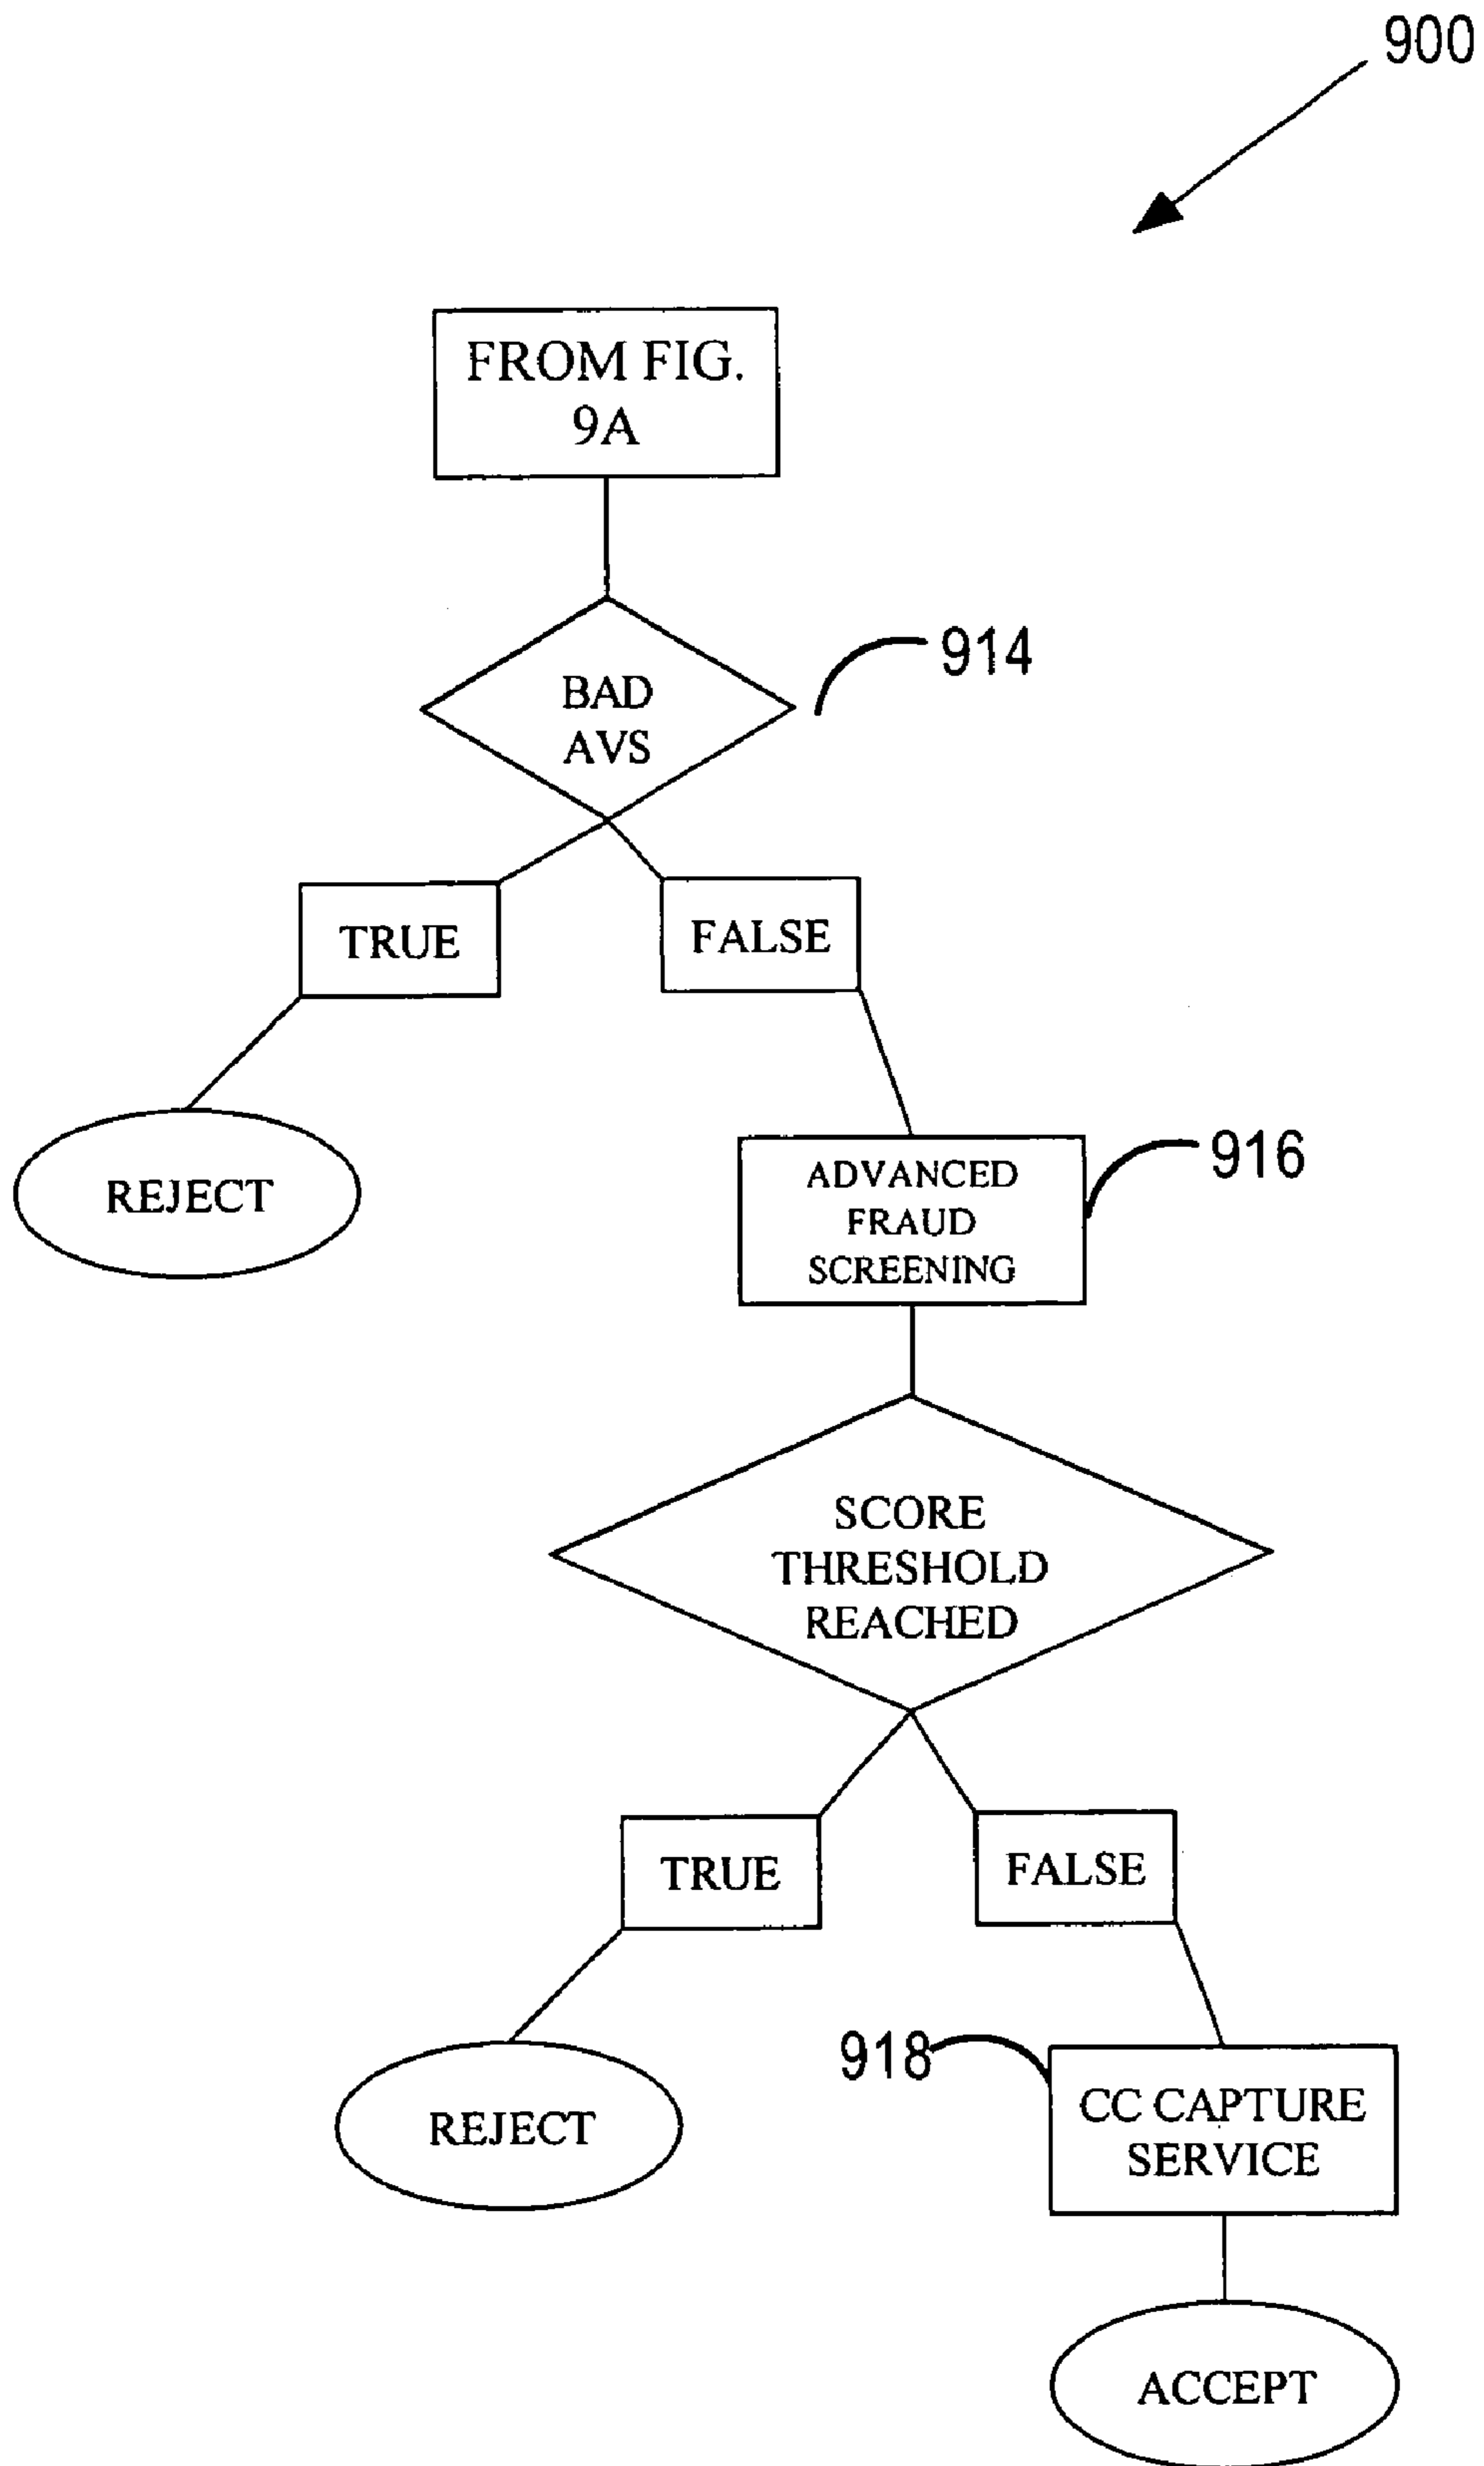 900
FROM FIG.
9A
BAD
AVS
914
TRUE
FALSE
REJECT
ADVANCED
FRAUD
SCREENING
916
SCORE
THRESHOLD
REACHED
TRUE
FALSE
REJECT
918
CC CAPTURE
SERVICE
ACCEPT